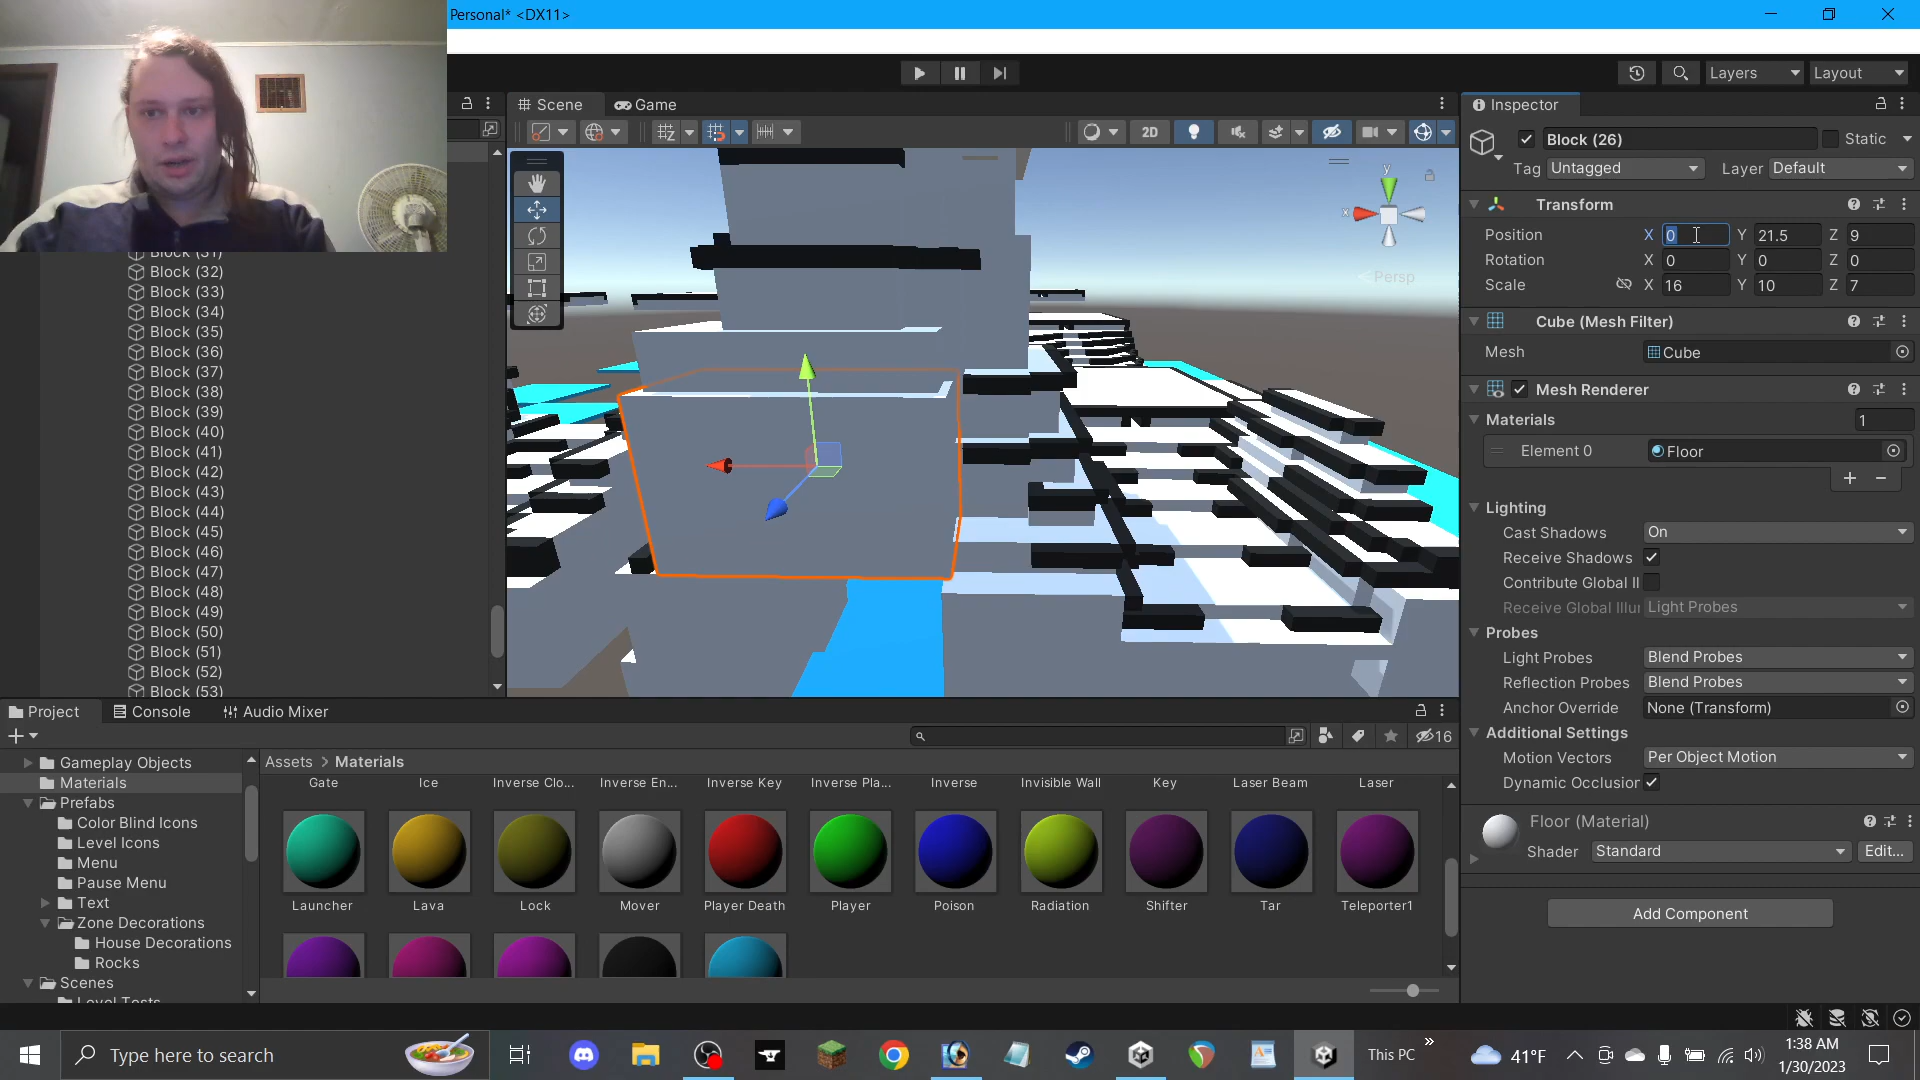 Personal* <DX11>
Layers
Layout
Scene
Game
Inspector
2D
Block (26)
Static
Tag Untagged Layer Default
Transform
Position X 0 Y 21.5 Z 9
Rotation X 0 Y 0 Z 0
Scale X 16 Y 10 Z 7
Cube (Mesh Filter)
Mesh Cube
Mesh Renderer
Materials 1
Element 0 Floor
Lighting
Cast Shadows On
Receive Shadows
Contribute Global Il
Receive Global Illur Light Probes
Probes
Light Probes Blend Probes
Reflection Probes Blend Probes
Anchor Override None (Transform)
Additional Settings
Motion Vectors Per Object Motion
Dynamic Occlusior
Floor (Material)
Shader Standard Edit...
Add Component
y
x
Persp
Block (31)
Block (32)
Block (33)
Block (34)
Block (35)
Block (36)
Block (37)
Block (38)
Block (39)
Block (40)
Block (41)
Block (42)
Block (43)
Block (44)
Block (45)
Block (46)
Block (47)
Block (48)
Block (49)
Block (50)
Block (51)
Block (52)
Block (53)
Project
Console
Audio Mixer
16
Gameplay Objects
Materials
Prefabs
Color Blind Icons
Level Icons
Menu
Pause Menu
Text
Zone Decorations
House Decorations
Rocks
Scenes
Level Tests
Assets > Materials
Gate Ice Inverse Clo... Inverse En... Inverse Key Inverse Pla... Inverse Invisible Wall Key Laser Beam Laser
Launcher Lava Lock Mover Player Death Player Poison Radiation Shifter Tar Teleporter1
Type here to search
This PC
41°F
1:38 AM
1/30/2023